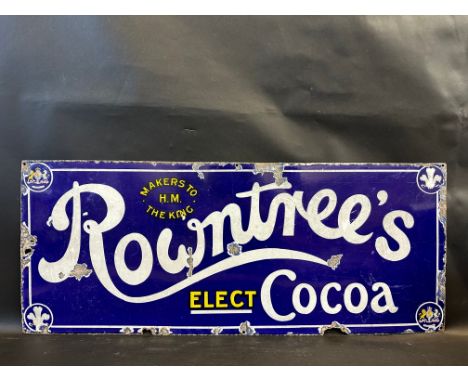 MAKERS TO
H.M.
THE KING
Rowntree's
ELECT Cocoa